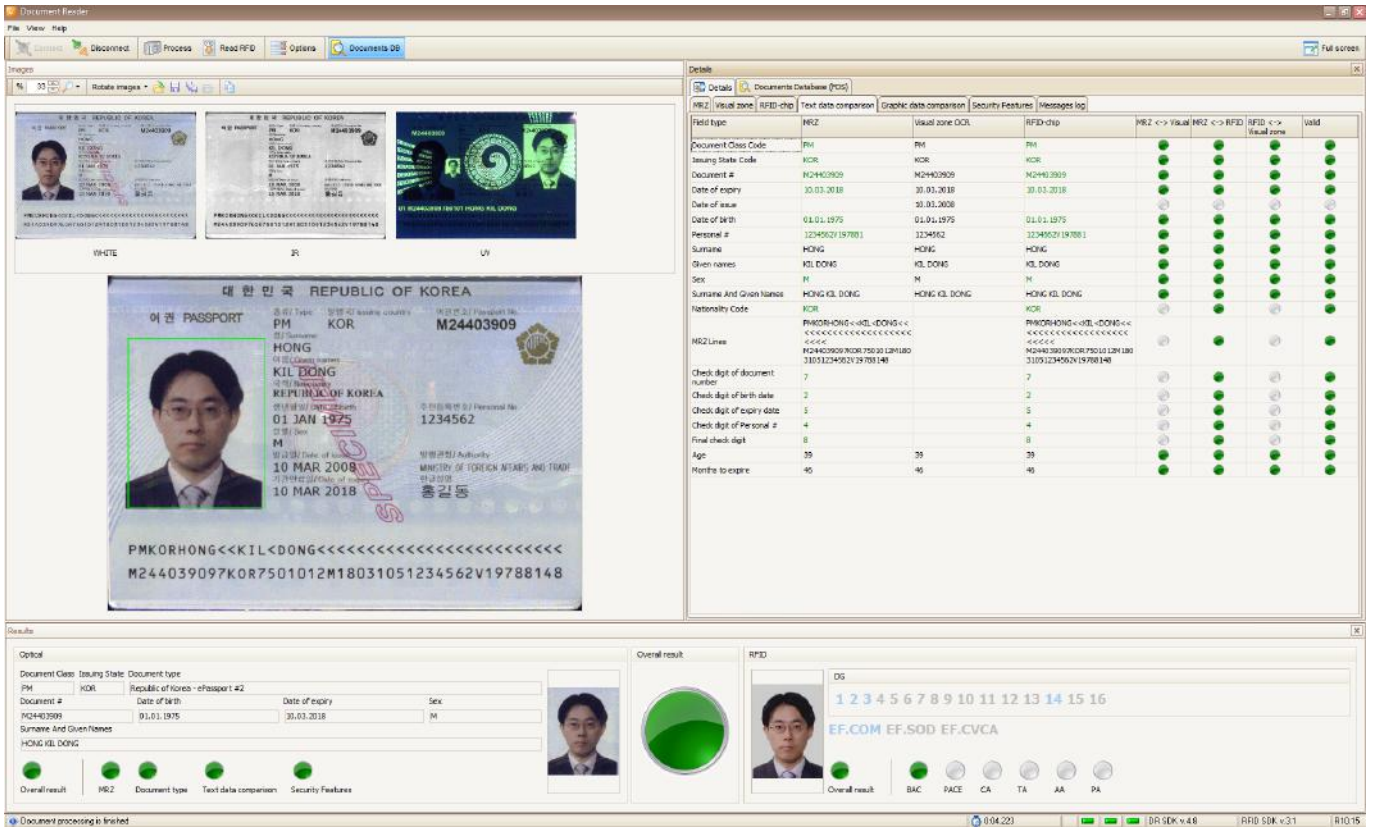 Document Reader
File View Help
Connect Disconnect Process Read RFID Options Documents DB Full screen
Images
% 33 Rotate images
WHITE IR UV
대 한 민 국 REPUBLIC OF KOREA
여권 PASSPORT
PM KOR M24403909
HONG
KIL DONG
REPUBLIC OF KOREA
01 JAN 1975 1234562
M
10 MAR 2008 MINISTRY OF FOREIGN AFFAIRS AND TRADE
10 MAR 2018 홍길동
SPECIMEN
PMKORHONG<<KIL<DONG<<<<<<<<<<<<<<<<<<<<<<<<<
M244039097KOR7501012M18031051234562V19788148
Details
Details Documents Database (FDS)
MRZ Visual zone RFID-chip Text data comparison Graphic data comparison Security Features Messages log
Field type MRZ Visual zone OCR RFID-chip MRZ <-> Visual MRZ <-> RFID RFID <-> Visual zone Valid
Document Class Code PM PM PM
Issuing State Code KOR KOR KOR
Document # M24403909 M24403909 M24403909
Date of expiry 10.03.2018 10.03.2018 10.03.2018
Date of issue 10.03.2008
Date of birth 01.01.1975 01.01.1975 01.01.1975
Personal # 1234562V197881 1234562 1234562V197881
Surname HONG HONG HONG
Given names KIL DONG KIL DONG KIL DONG
Sex M M M
Surname And Given Names HONG KIL DONG HONG KIL DONG HONG KIL DONG
Nationality Code KOR KOR
MRZ Lines
PMKORHONG<<KIL<DONG<< PMKORHONG<<KIL<DONG<<
<<<<<<<<<<<<<<<<<<< <<<<<<<<<<<<<<<<<<
<<<< <<<<<
M244039097KOR7501012M180 M244039097KOR7501012M180
31051234562V19788148 31051234562V19788148
Check digit of document number 7 7
Check digit of birth date 2 2
Check digit of expiry date 5 5
Check digit of Personal # 4 4
Final check digit 8 8
Age 39 39 39
Months to expire 46 46 46
Results
Optical Overall result RFID
Document Class Issuing State Document type
PM KOR Republic of Korea - ePassport #2
Document # Date of birth Date of expiry Sex
M24403909 01.01.1975 10.03.2018 M
Surname And Given Names
HONG KIL DONG
Overall result MRZ Document type Text data comparison Security Features
DG
1 2 3 4 5 6 7 8 9 10 11 12 13 14 15 16
EF.COM EF.SOD EF.CVCA
Overall result BAC PACE CA TA AA PA
Document processing is finished 0:04.223 DR SDK v.4.8 RFID SDK v.3.1 R10.15